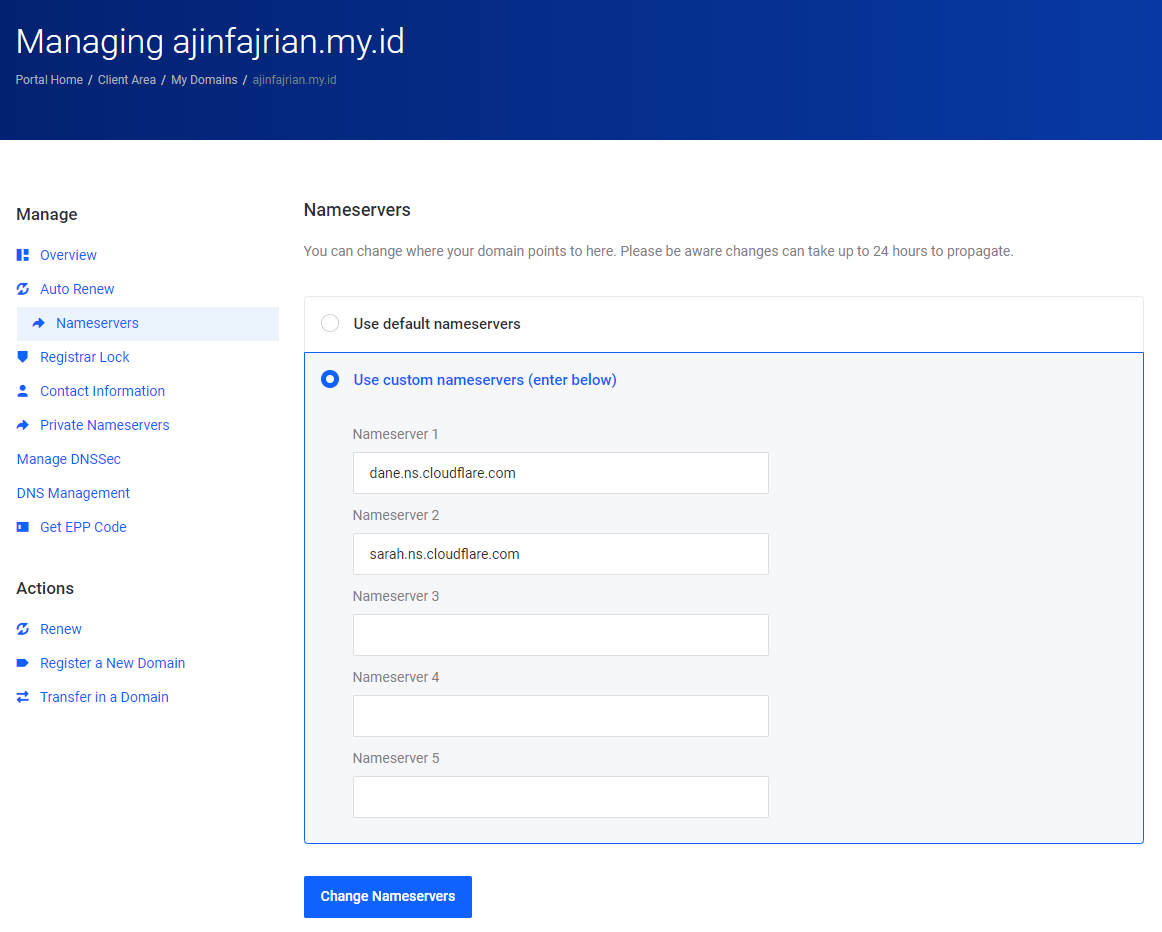 Managing ajinfajrian.my.id
Portal Home / Client Area / My Domains / ajinfajrian.my.id
Manage
Overview
Auto Renew
Nameservers
Registrar Lock
Contact Information
Private Nameservers
Manage DNSSec
DNS Management
Get EPP Code
Actions
Renew
Register a New Domain
Transfer in a Domain
Nameservers
You can change where your domain points to here. Please be aware changes can take up to 24 hours to propagate.
Use default nameservers
Use custom nameservers (enter below)
Nameserver 1
dane.ns.cloudflare.com
Nameserver 2
sarah.ns.cloudflare.com
Nameserver 3
Nameserver 4
Nameserver 5
Change Nameservers